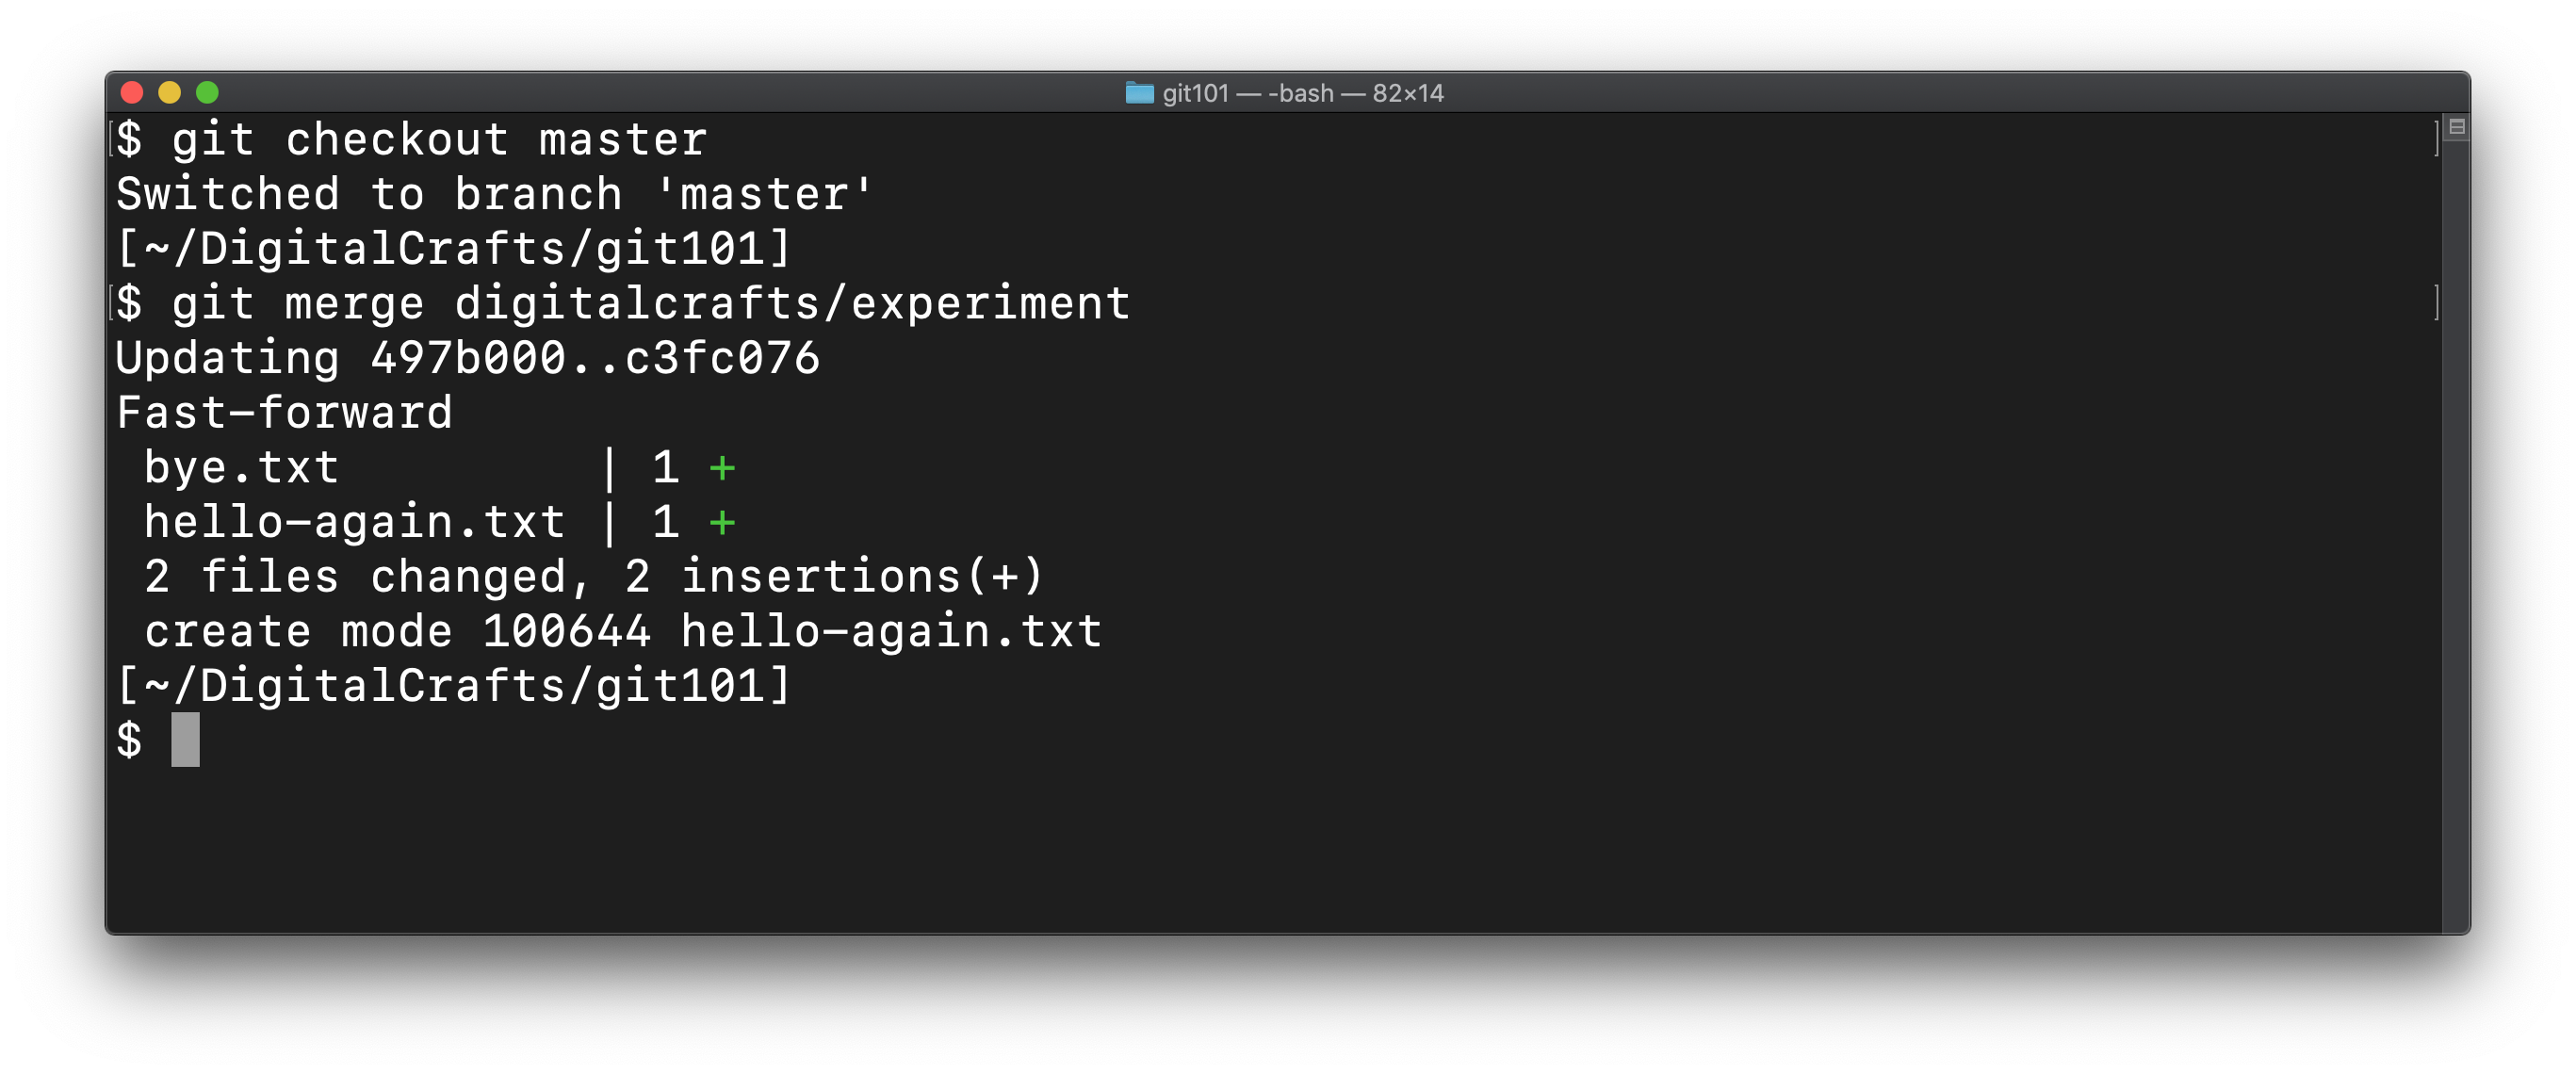 git101 — -bash — 82×14
[$ git checkout master ]
Switched to branch 'master'
[~/DigitalCrafts/git101]
[$ git merge digitalcrafts/experiment ]
Updating 497b000..c3fc076
Fast-forward
 bye.txt         | 1 +
 hello-again.txt | 1 +
 2 files changed, 2 insertions(+)
 create mode 100644 hello-again.txt
[~/DigitalCrafts/git101]
$